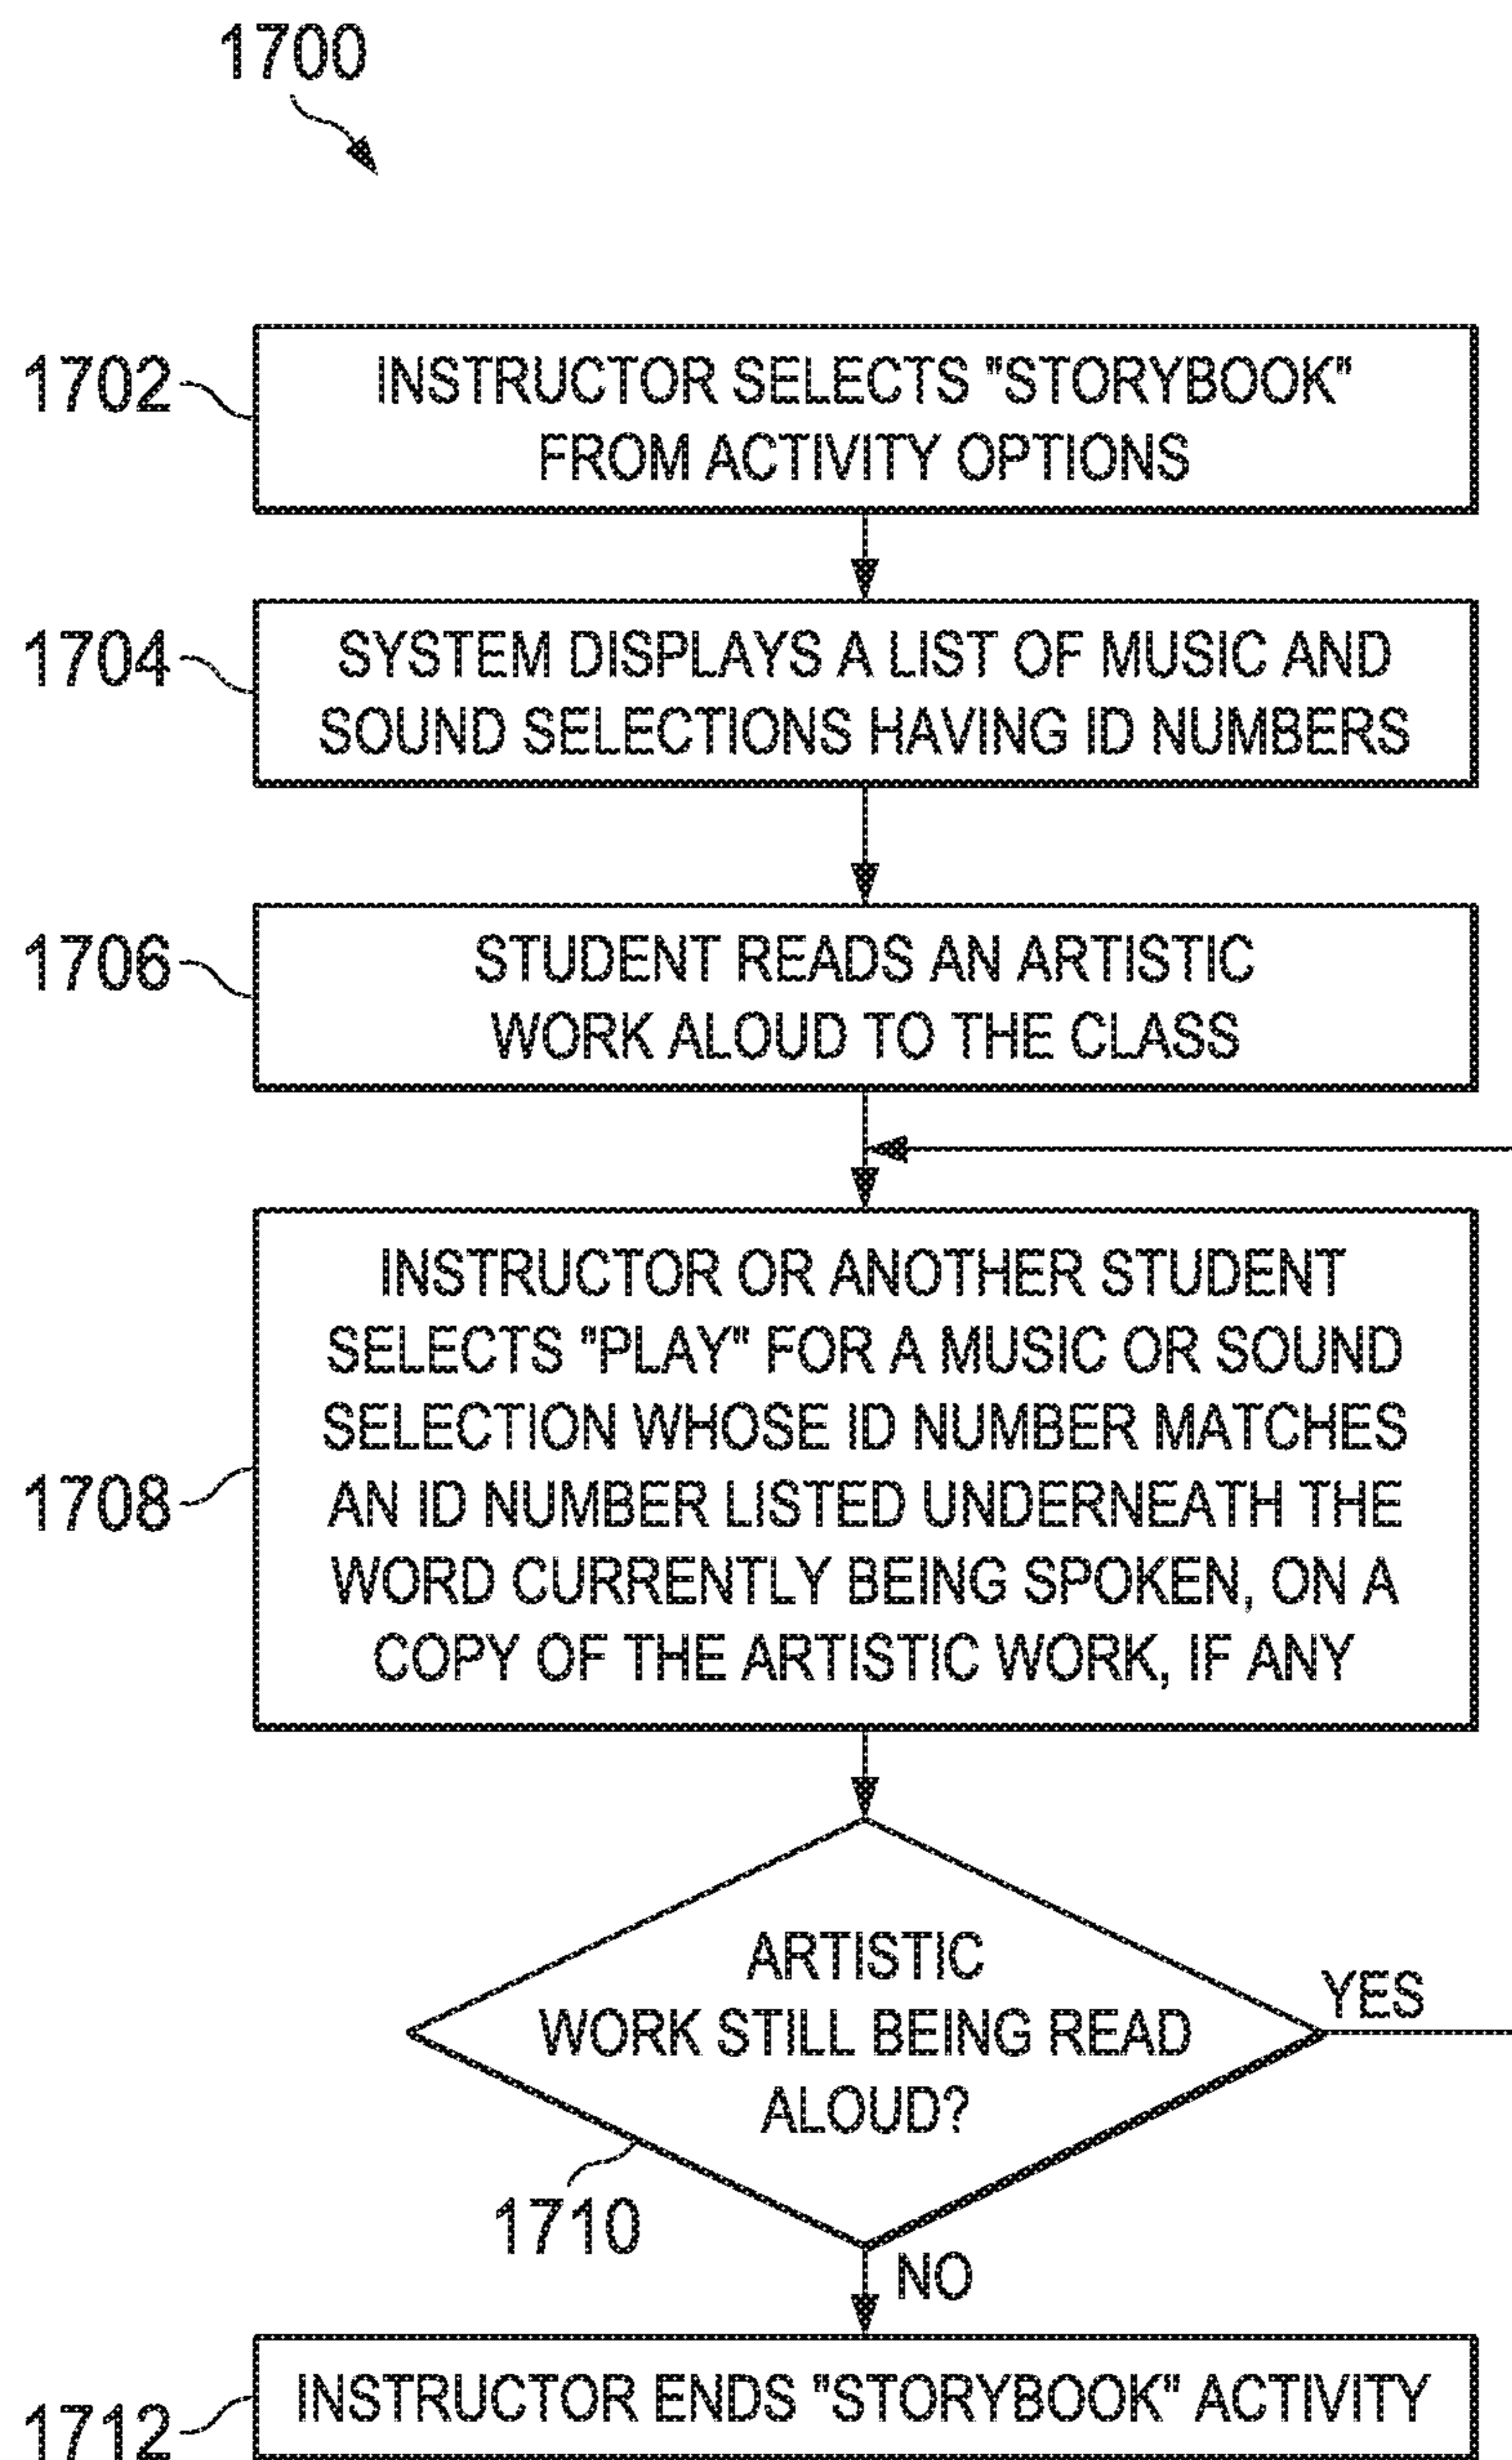 1700
1702
INSTRUCTOR SELECTS "STORYBOOK"
FROM ACTIVITY OPTIONS
1704
SYSTEM DISPLAYS A LIST OF MUSIC AND
SOUND SELECTIONS HAVING ID NUMBERS
1706
STUDENT READS AN ARTISTIC
WORK ALOUD TO THE CLASS
INSTRUCTOR OR ANOTHER STUDENT
SELECTS "PLAY" FOR A MUSIC OR SOUND
SELECTION WHOSE ID NUMBER MATCHES
1708
AN ID NUMBER LISTED UNDERNEATH THE
WORD CURRENTLY BEING SPOKEN, ON A
COPY OF THE ARTISTIC WORK, IF ANY
ARTISTIC
WORK STILL BEING READ
ALOUD?
YES
1710
NO
INSTRUCTOR ENDS "STORYBOOK" ACTIVITY
1712